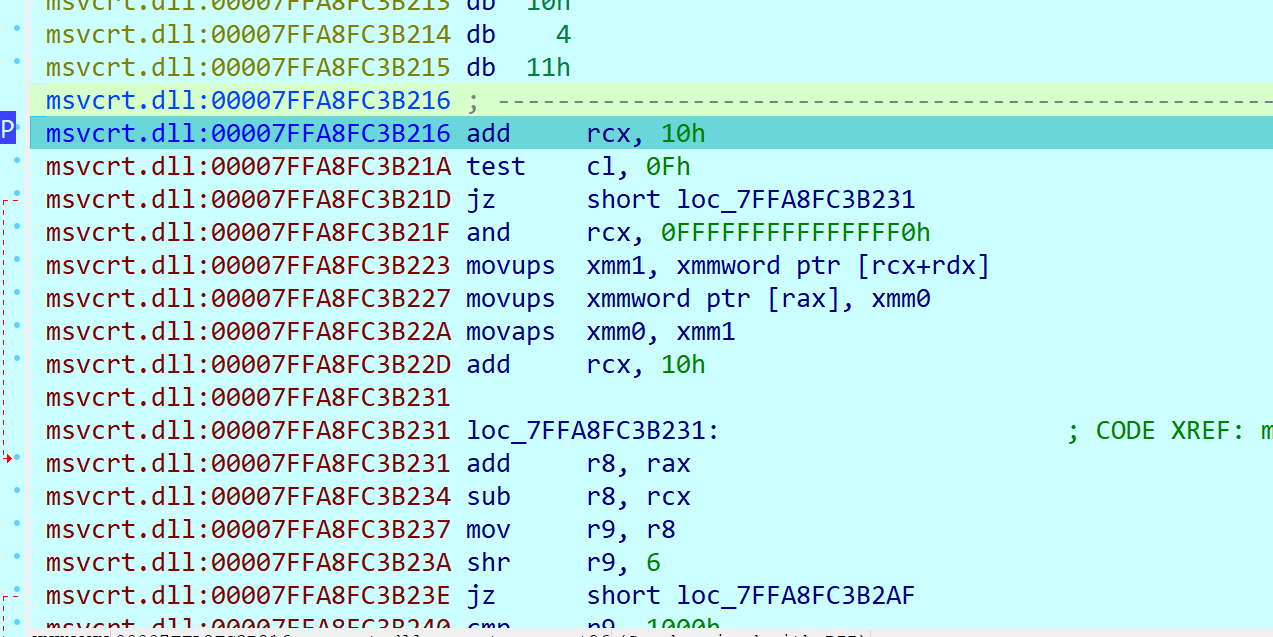 msvcrt.dll:00007FFA8FC3B213 db  10h
msvcrt.dll:00007FFA8FC3B214 db    4
msvcrt.dll:00007FFA8FC3B215 db  11h
msvcrt.dll:00007FFA8FC3B216 ; ----------------------------------------------------
P msvcrt.dll:00007FFA8FC3B216 add     rcx, 10h
msvcrt.dll:00007FFA8FC3B21A test    cl, 0Fh
msvcrt.dll:00007FFA8FC3B21D jz      short loc_7FFA8FC3B231
msvcrt.dll:00007FFA8FC3B21F and     rcx, 0FFFFFFFFFFFFFFF0h
msvcrt.dll:00007FFA8FC3B223 movups  xmm1, xmmword ptr [rcx+rdx]
msvcrt.dll:00007FFA8FC3B227 movups  xmmword ptr [rax], xmm0
msvcrt.dll:00007FFA8FC3B22A movaps  xmm0, xmm1
msvcrt.dll:00007FFA8FC3B22D add     rcx, 10h
msvcrt.dll:00007FFA8FC3B231
msvcrt.dll:00007FFA8FC3B231 loc_7FFA8FC3B231:                       ; CODE XREF: m
msvcrt.dll:00007FFA8FC3B231 add     r8, rax
msvcrt.dll:00007FFA8FC3B234 sub     r8, rcx
msvcrt.dll:00007FFA8FC3B237 mov     r9, r8
msvcrt.dll:00007FFA8FC3B23A shr     r9, 6
msvcrt.dll:00007FFA8FC3B23E jz      short loc_7FFA8FC3B2AF
msvcrt.dll:00007FFA8FC3B240 cmp     r9, 1000h